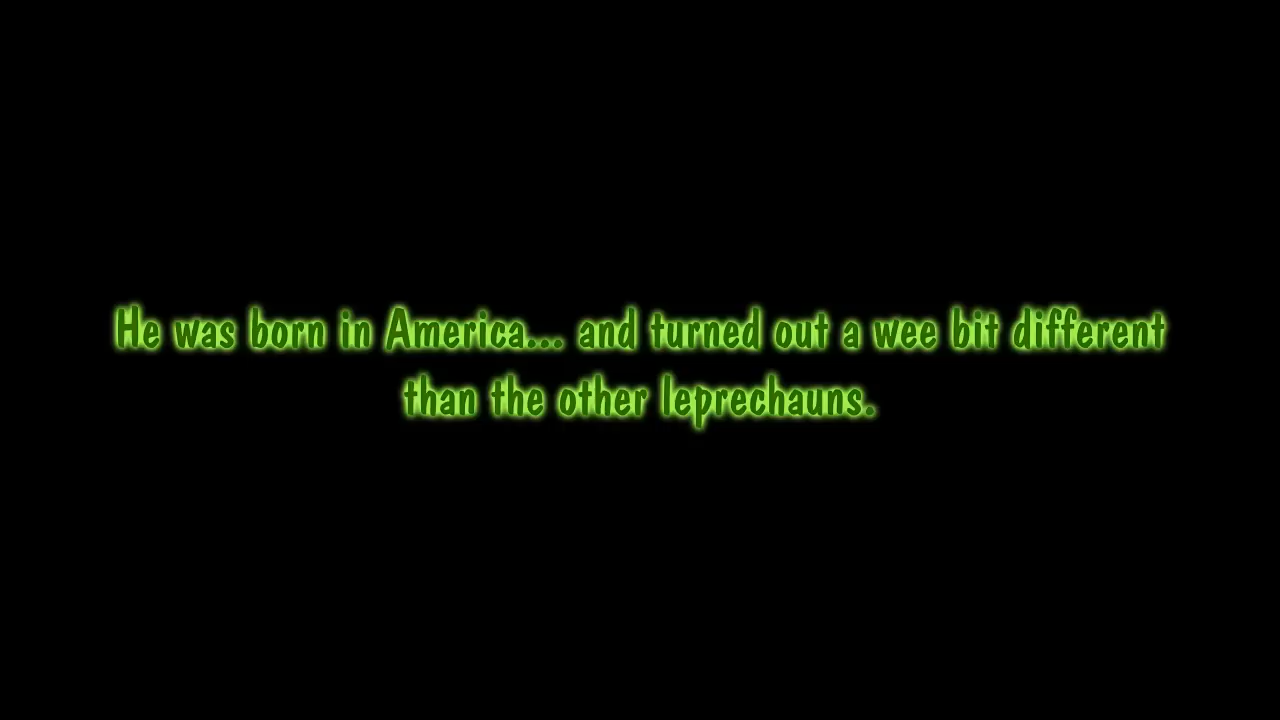 He was born in America... and turned out a wee bit different
than the other leprechauns.